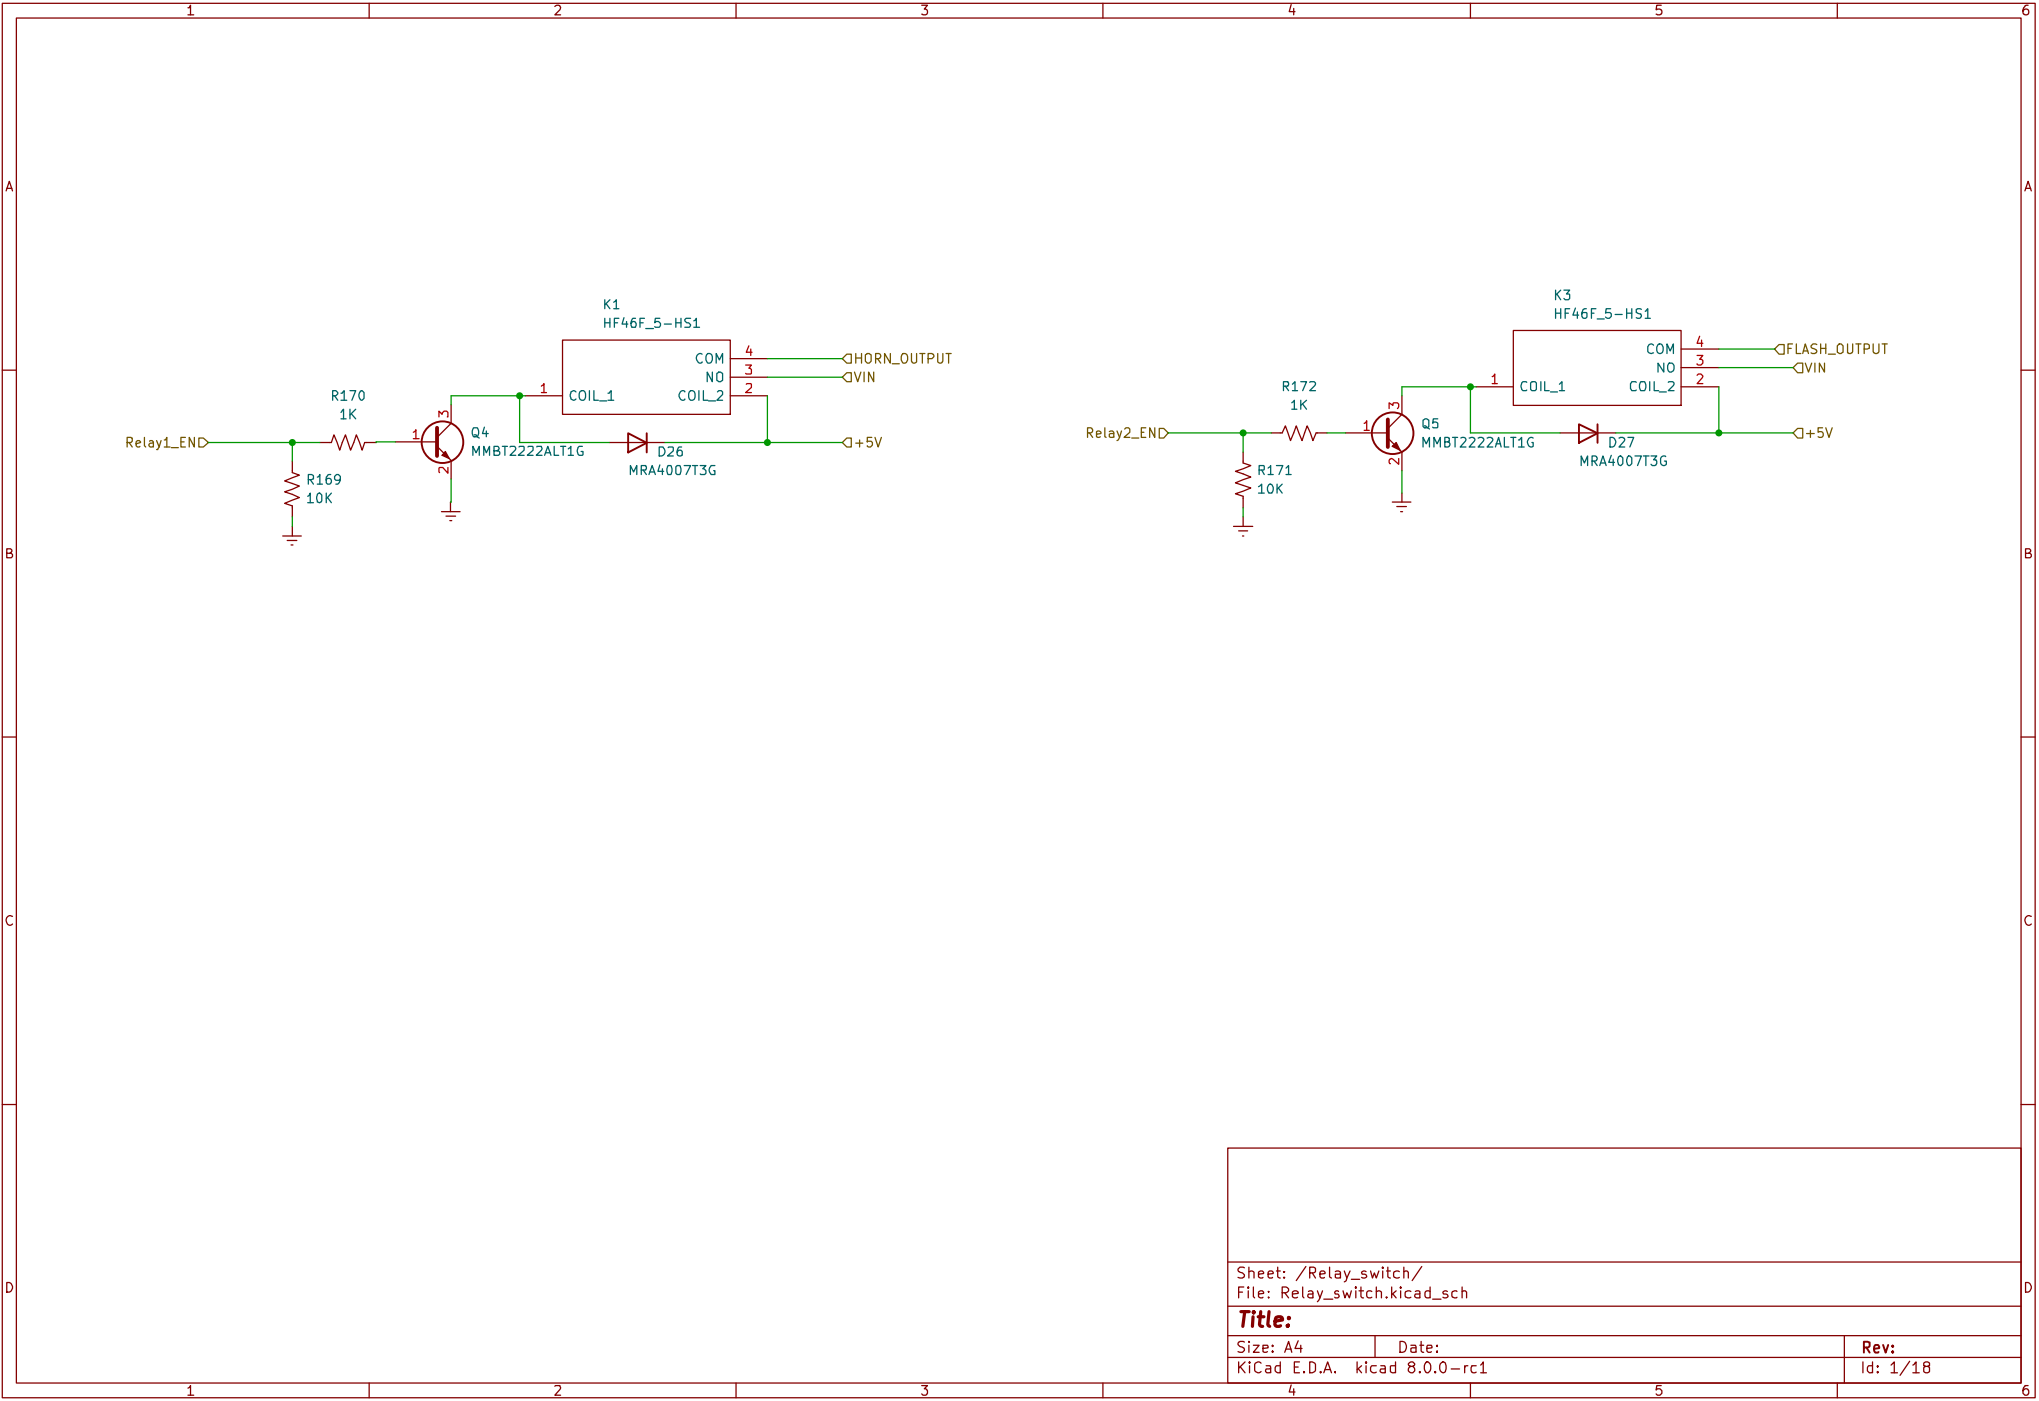 1 2 3 4 5 6
A A
K1
HF46F_5-HS1
COM 4 HORN_OUTPUT
NO 3 VIN
1 COIL_1 COIL_2 2
R170
1K
Relay1_EN
1 3 2
Q4
MMBT2222ALT1G
D26
MRA4007T3G
+5V
R169
10K
K3
HF46F_5-HS1
COM 4 FLASH_OUTPUT
NO 3 VIN
1 COIL_1 COIL_2 2
R172
1K
Relay2_EN
1 3 2
Q5
MMBT2222ALT1G
D27
MRA4007T3G
+5V
R171
10K
B B
C C
D D
Sheet: /Relay_switch/
File: Relay_switch.kicad_sch
Title:
Size: A4 Date: Rev:
KiCad E.D.A. kicad 8.0.0-rc1 Id: 1/18
1 2 3 4 5 6